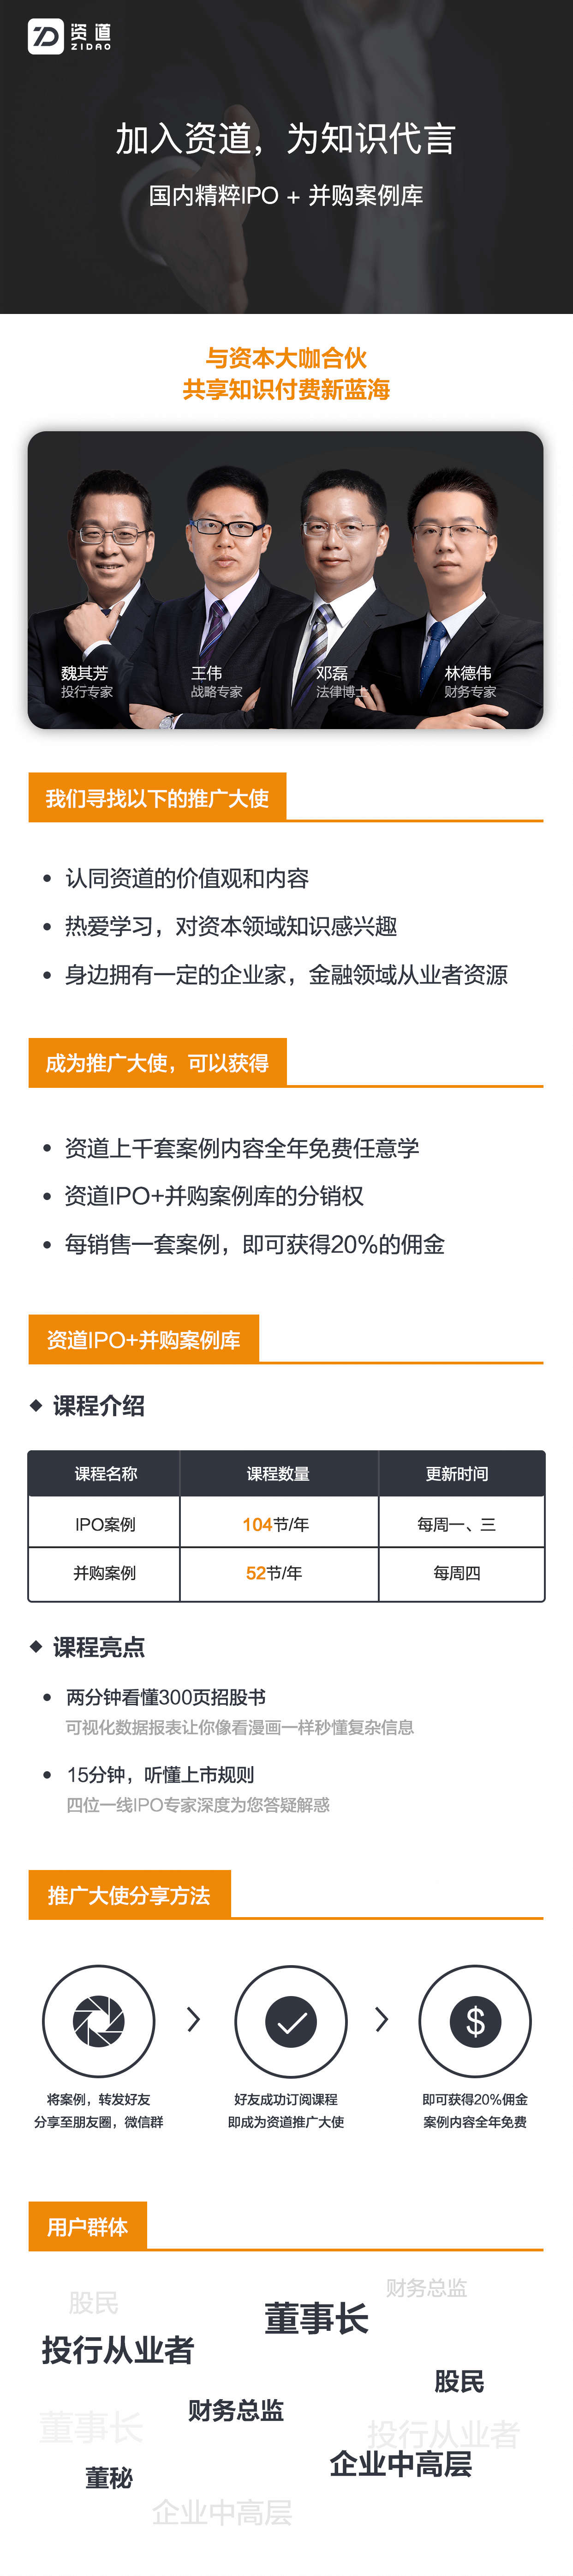 资道
ZIDAO
加入资道，为知识代言
国内精粹IPO + 并购案例库
与资本大咖合伙
共享知识付费新蓝海
魏其芳 王伟 邓磊 林德伟
投行专家 战略专家 法律博士 财务专家
我们寻找以下的推广大使
• 认同资道的价值观和内容
• 热爱学习，对资本领域知识感兴趣
• 身边拥有一定的企业家，金融领域从业者资源
成为推广大使，可以获得
• 资道上千套案例内容全年免费任意学
• 资道IPO+并购案例库的分销权
• 每销售一套案例，即可获得20%的佣金
资道IPO+并购案例库
◆ 课程介绍
课程名称 课程数量 更新时间
IPO案例 104节/年 每周一、三
并购案例 52节/年 每周四
◆ 课程亮点
• 两分钟看懂300页招股书
可视化数据报表让你像看漫画一样秒懂复杂信息
• 15分钟，听懂上市规则
四位一线IPO专家深度为您答疑解惑
推广大使分享方法
$
将案例，转发好友 好友成功订阅课程 即可获得20%佣金
分享至朋友圈，微信群 即成为资道推广大使 案例内容全年免费
用户群体
财务总监
股民
董事长
投行从业者
股民
财务总监
董事长
投行从业者
企业中高层
董秘
企业中高层